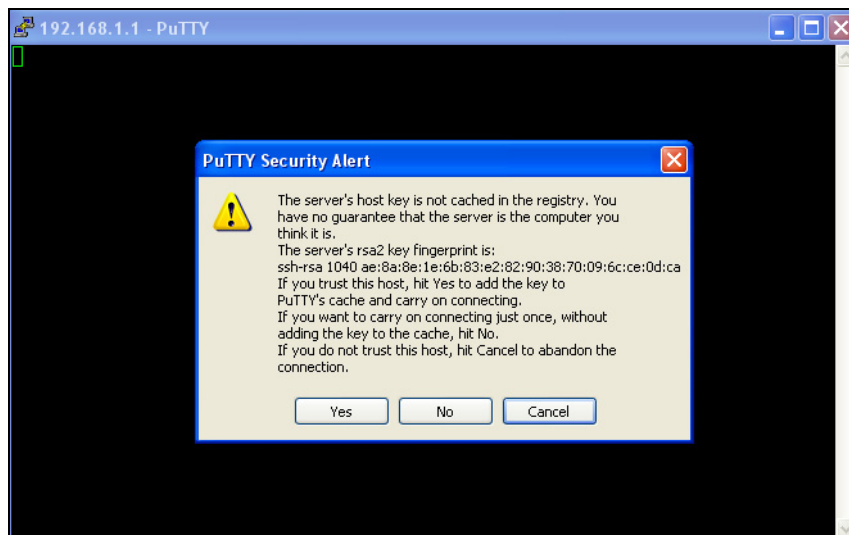 192.168.1.1 - PuTTY
PuTTY Security Alert
The server's host key is not cached in the registry. You
have no guarantee that the server is the computer you
think it is.
The server's rsa2 key fingerprint is:
ssh-rsa 1040 ae:8a:8e:1e:6b:83:e2:82:90:38:70:09:6c:ce:0d:ca
If you trust this host, hit Yes to add the key to
PuTTY's cache and carry on connecting.
If you want to carry on connecting just once, without
adding the key to the cache, hit No.
If you do not trust this host, hit Cancel to abandon the
connection.
Yes No Cancel